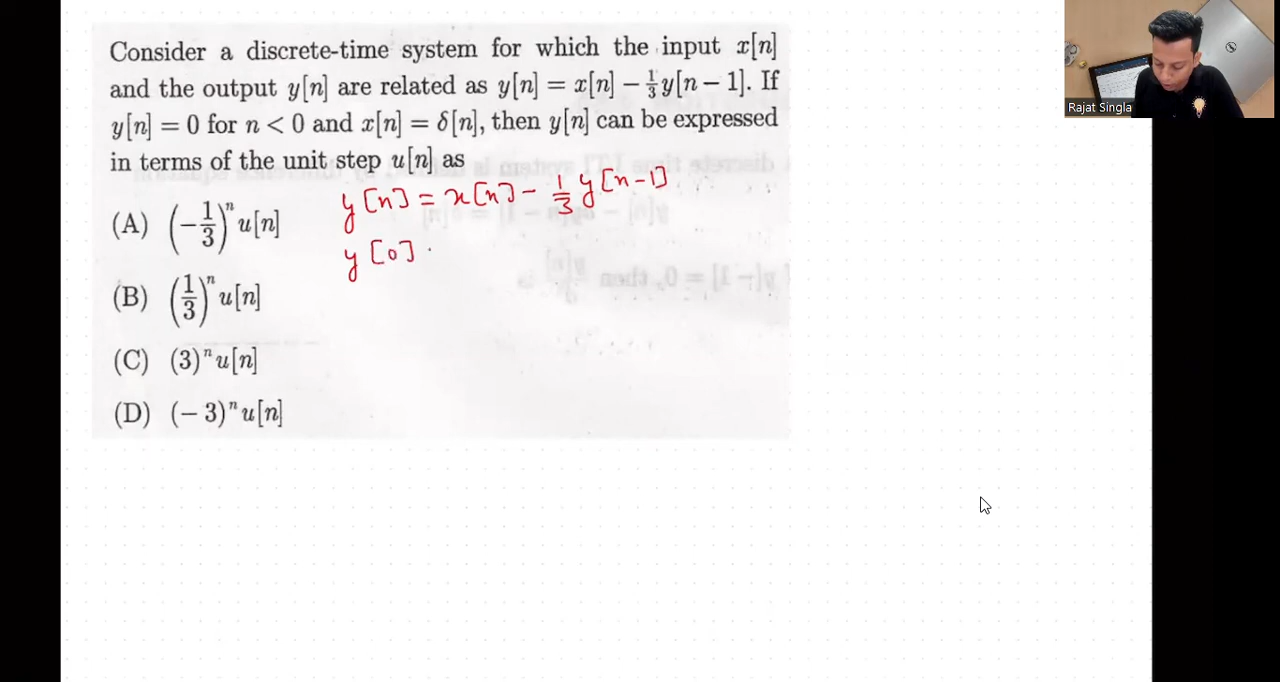 Consider a discrete-time system for which the input x[n]
and the output y[n] are related as y[n] = x[n] − 1/3 y[n − 1]. If
y[n] = 0 for n < 0 and x[n] = δ[n], then y[n] can be expressed
in terms of the unit step u[n] as
y[n] = x[n] - 1/3 y[n-1]
(A) (−1/3)^n u[n]
y[0]
(B) (1/3)^n u[n]
(C) (3)^n u[n]
(D) (− 3)^n u[n]
Rajat Singla